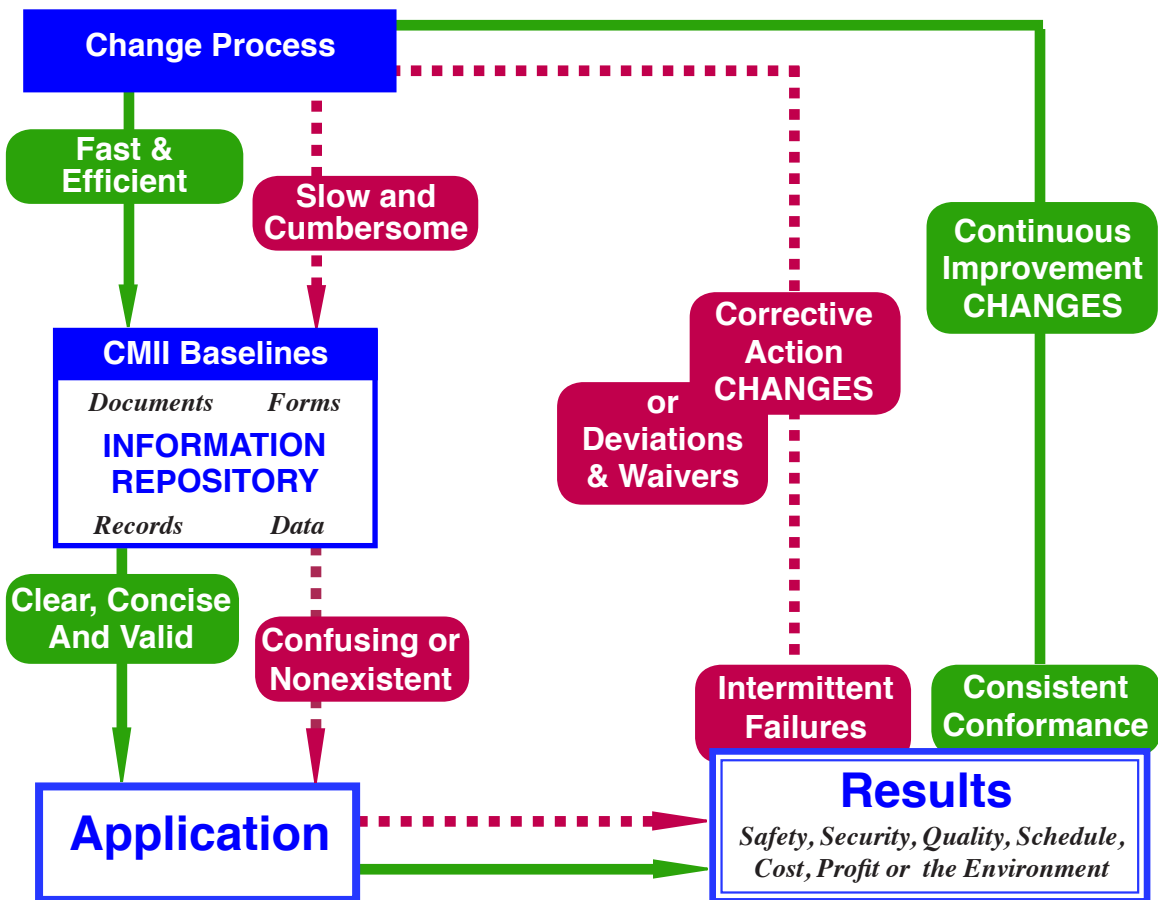 Change Process
Fast &
Efficient
Slow and
Cumbersome
Continuous
Improvement
CHANGES
Corrective
Action
CHANGES
or
Deviations
& Waivers
CMII Baselines
Documents Forms
INFORMATION
REPOSITORY
Records Data
Clear, Concise
And Valid
Confusing or
Nonexistent
Intermittent
Failures
Consistent
Conformance
Application
Results
Safety, Security, Quality, Schedule,
Cost, Profit or the Environment